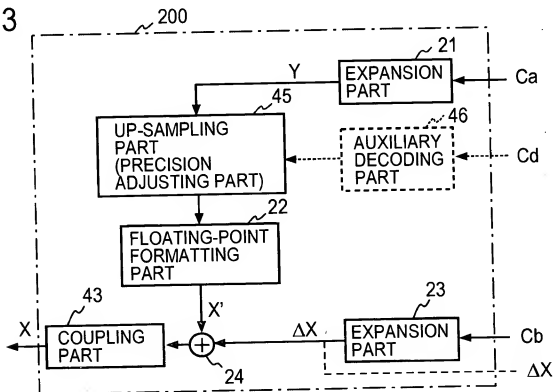 3
200
21
EXPANSION
PART
Ca
Y
45
UP-SAMPLING
PART
(PRECISION
ADJUSTING PART)
46
AUXILIARY
DECODING
PART
Cd
22
FLOATING-POINT
FORMATTING
PART
X'
43
X
COUPLING
PART
24
ΔX
23
EXPANSION
PART
Cb
ΔX